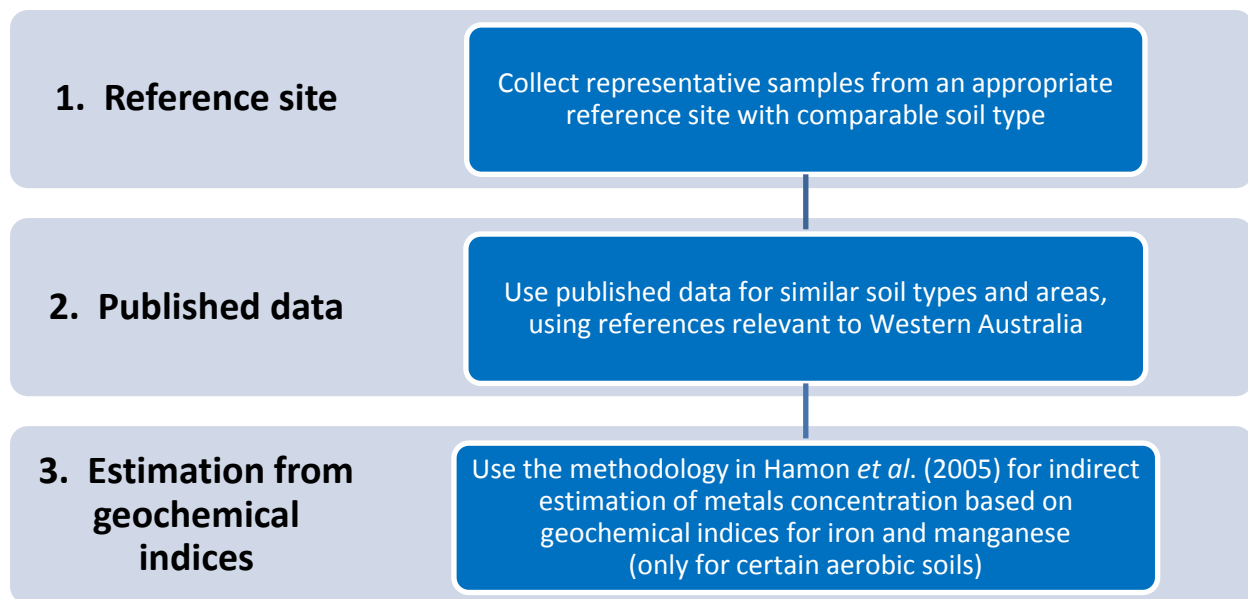 1. Reference site
Collect representative samples from an appropriate
reference site with comparable soil type
2. Published data
Use published data for similar soil types and areas,
using references relevant to Western Australia
3. Estimation from
geochemical
indices
Use the methodology in Hamon et al. (2005) for indirect
estimation of metals concentration based on
geochemical indices for iron and manganese
(only for certain aerobic soils)